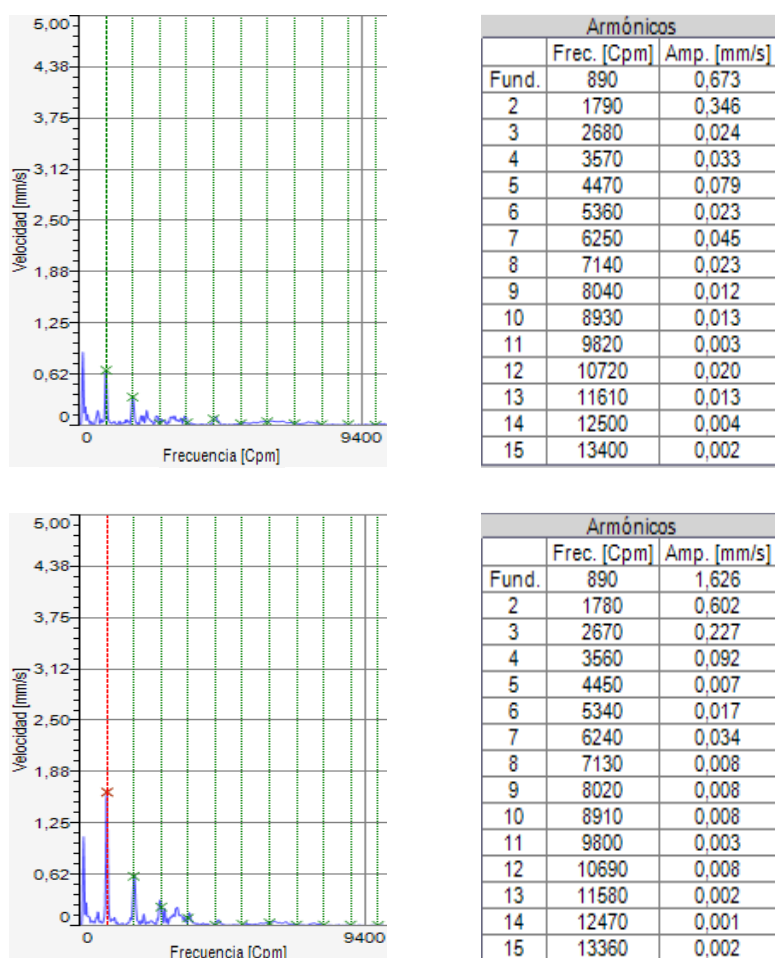 5,00
4,38
3,75
3,12
2,50
1,88
1,25
0,62
0
Velocidad [mm/s]
0 9400
Frecuencia [Cpm]
Armónicos
Frec. [Cpm] Amp. [mm/s]
Fund. 890 0,673
2 1790 0,346
3 2680 0,024
4 3570 0,033
5 4470 0,079
6 5360 0,023
7 6250 0,045
8 7140 0,023
9 8040 0,012
10 8930 0,013
11 9820 0,003
12 10720 0,020
13 11610 0,013
14 12500 0,004
15 13400 0,002
5,00
4,38
3,75
3,12
2,50
1,88
1,25
0,62
0
Velocidad [mm/s]
0 9400
Frecuencia [Cpm]
Armónicos
Frec. [Cpm] Amp. [mm/s]
Fund. 890 1,626
2 1780 0,602
3 2670 0,227
4 3560 0,092
5 4450 0,007
6 5340 0,017
7 6240 0,034
8 7130 0,008
9 8020 0,008
10 8910 0,008
11 9800 0,003
12 10690 0,008
13 11580 0,002
14 12470 0,001
15 13360 0,002